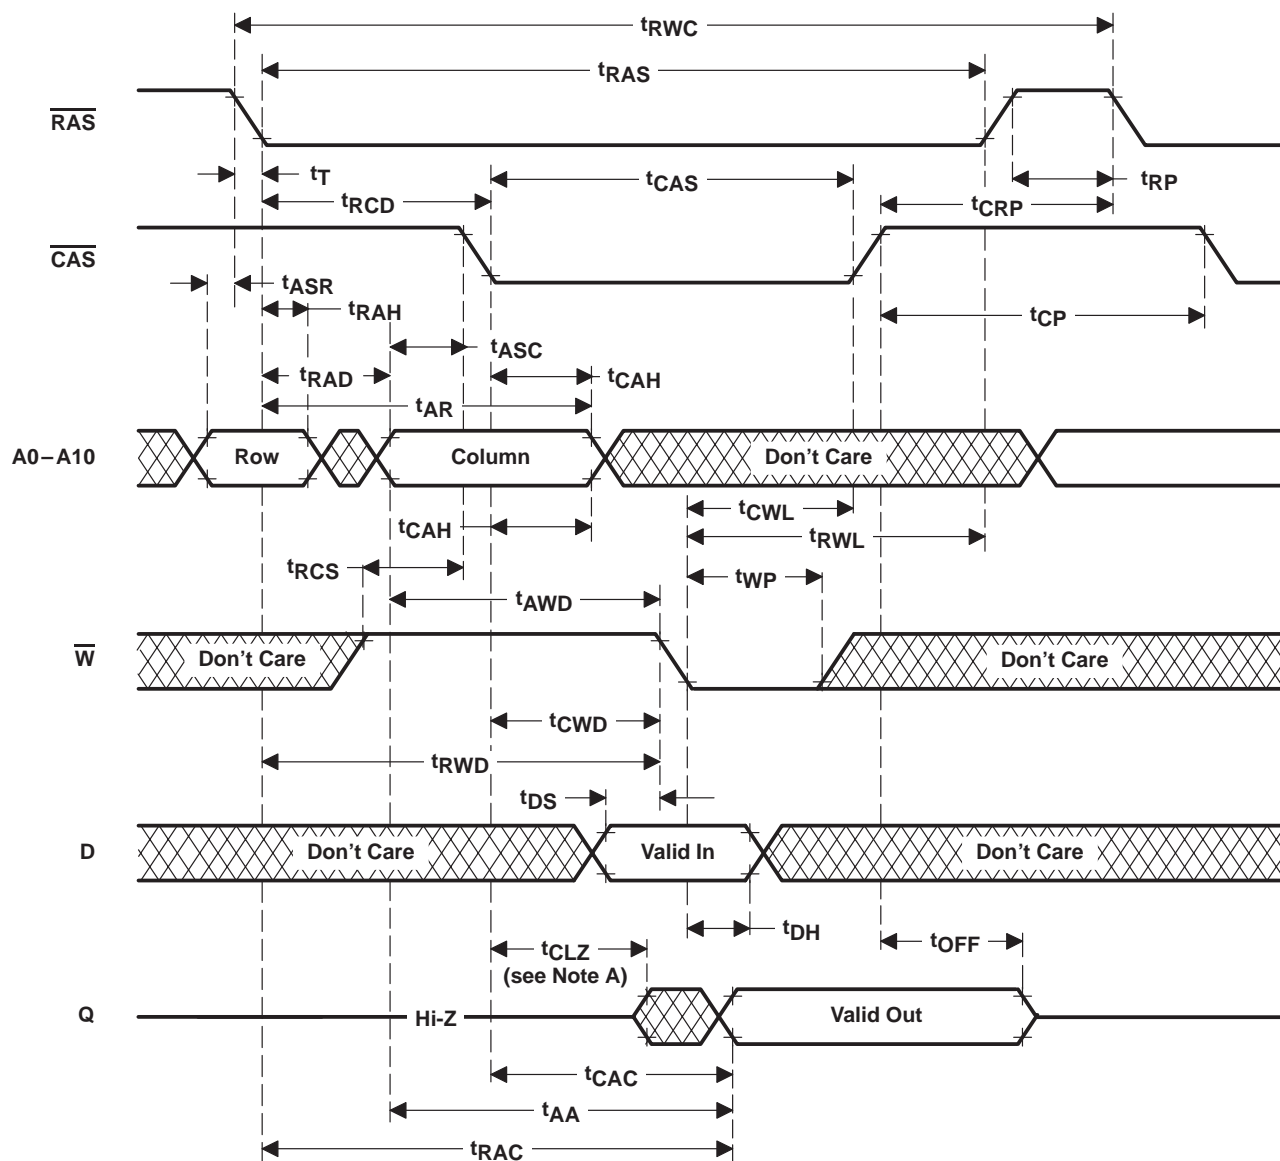 tRWC
tRAS
RAS
tT
tCAS
tRP
tRCD
tCRP
CAS
tASR
tRAH
tCP
tASC
tRAD
tCAH
tAR
A0–A10
Row
Column
Don't Care
tCWL
tCAH
tRWL
tRCS
tWP
tAWD
W
Don't Care
Don't Care
tCWD
tRWD
tDS
D
Don't Care
Valid In
Don't Care
tDH
tOFF
tCLZ
(see Note A)
Q
Hi-Z
Valid Out
tCAC
tAA
tRAC